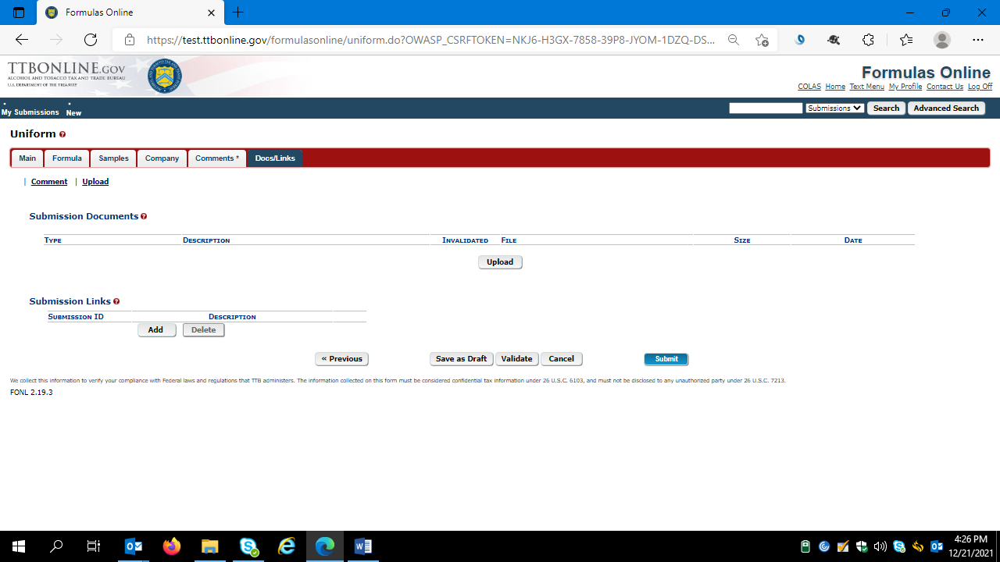 Formulas Online
https://test.ttbonline.gov/formulasonline/uniform.do?OWASP_CSRFTOKEN=NKJ6-H3GX-7858-39P8-JYOM-1DZQ-DS...
TTBONLINE.GOV
ALCOHOL AND TOBACCO TAX AND TRADE BUREAU
U.S. DEPARTMENT OF THE TREASURY
Formulas Online
COLAS Home Text Menu My Profile Contact Us Log Off
My Submissions New
Submissions Search Advanced Search
Uniform ?
Main Formula Samples Company Comments * Docs/Links
| Comment | Upload
Submission Documents ?
TYPE DESCRIPTION INVALIDATED FILE SIZE DATE
Upload
Submission Links ?
SUBMISSION ID DESCRIPTION
Add Delete
« Previous Save as Draft Validate Cancel Submit
We collect this information to verify your compliance with Federal laws and regulations that TTB administers. The information collected on this form must be considered confidential tax information under 26 U.S.C. 6103, and must not be disclosed to any unauthorized party under 26 U.S.C. 7213.
FONL 2.19.3
4:26 PM
12/21/2021